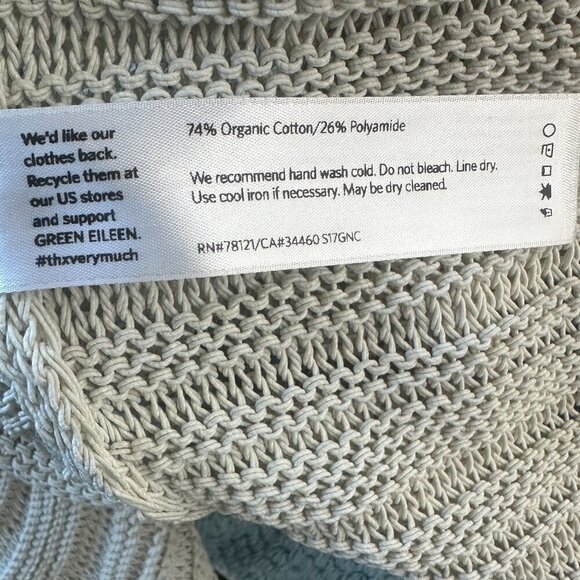 We'd like our
clothes back.
Recycle them at
our US stores
and support
GREEN EILEEN.
#thxverymuch
74% Organic Cotton/26% Polyamide
We recommend hand wash cold. Do not bleach. Line dry.
Use cool iron if necessary. May be dry cleaned.
RN#78121/CA#34460 S17GNC